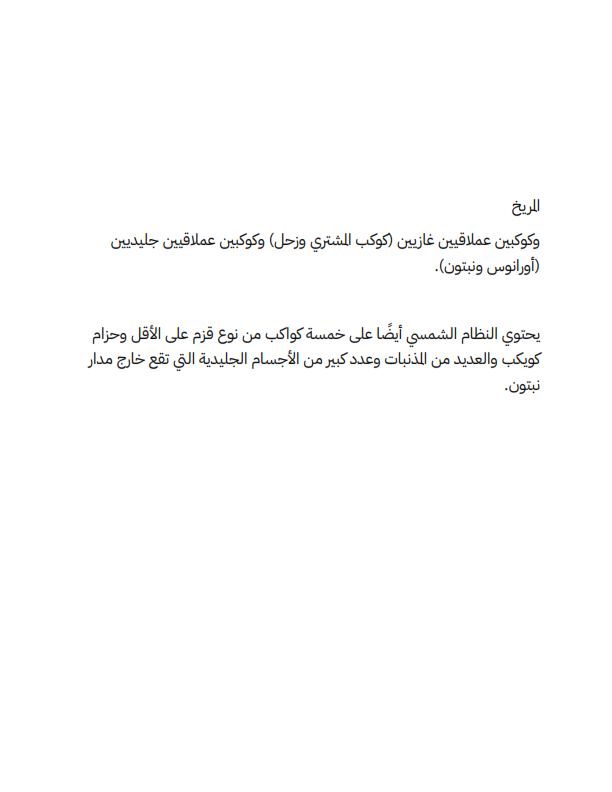 المريخ
وكوكبين عملاقيين غازيين (كوكب المشتري وزحل) وكوكبين عملاقيين جليديين
(أورانوس ونبتون).
يحتوي النظام الشمسي أيضًا على خمسة كواكب من نوع قزم على الأقل وحزام
كويكب والعديد من المذنبات وعدد كبير من الأجسام الجليدية التي تقع خارج مدار
نبتون.